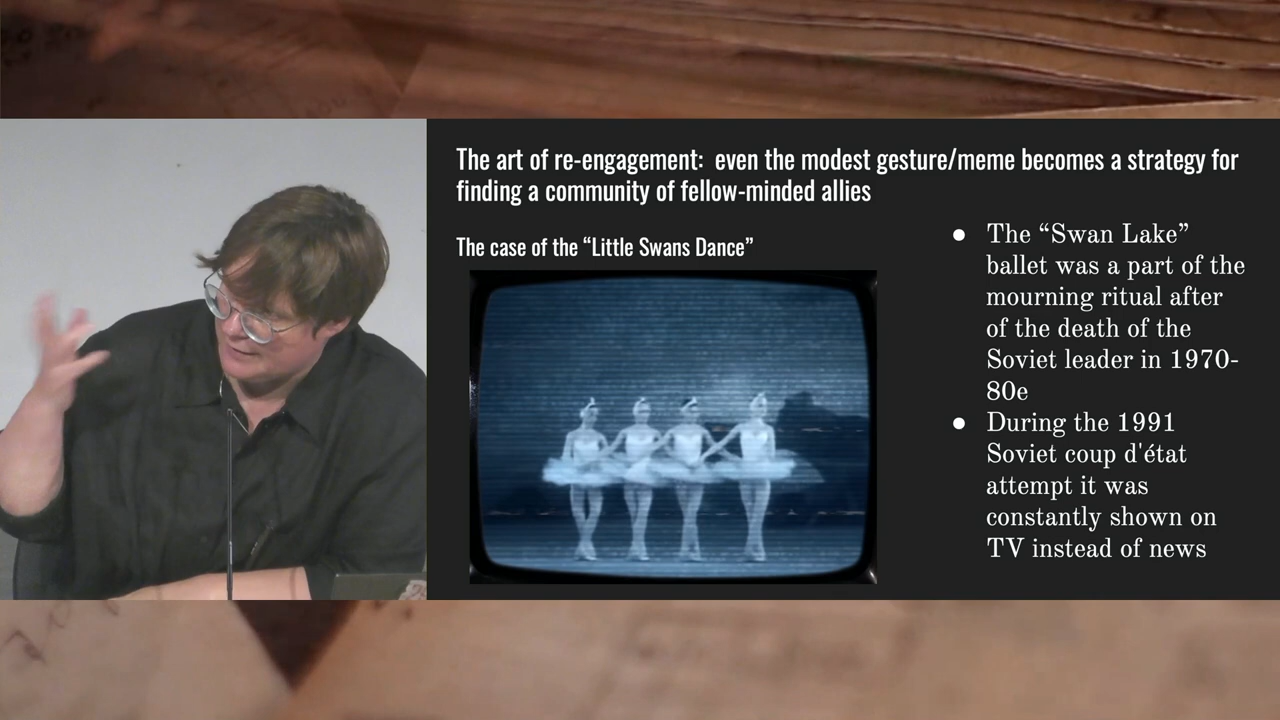 The art of re-engagement:  even the modest gesture/meme becomes a strategy for
finding a community of fellow-minded allies
The case of the “Little Swans Dance”
● The “Swan Lake”
ballet was a part of the
mourning ritual after
of the death of the
Soviet leader in 1970-
80e
● During the 1991
Soviet coup d'état
attempt it was
constantly shown on
TV instead of news